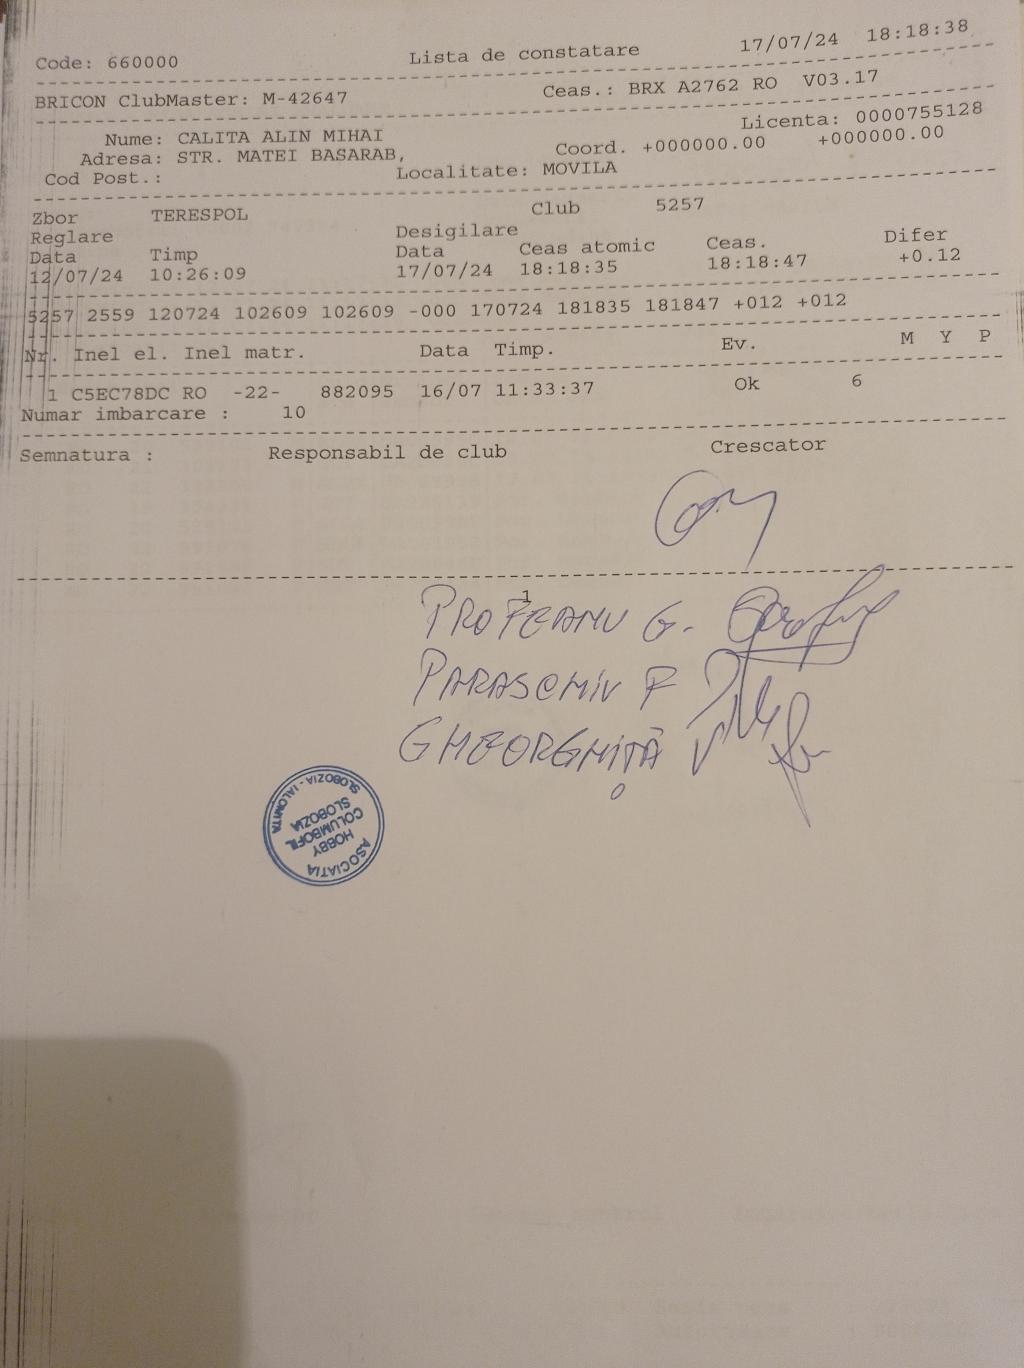 Code: 660000 Lista de constatare 17/07/24 18:18:38
BRICON ClubMaster: M-42647 Ceas.: BRX A2762 RO V03.17
Licenta: 0000755128
Nume: CALITA ALIN MIHAI
Adresa: STR. MATEI BASARAB, Coord. +000000.00 +000000.00
Cod Post.: Localitate: MOVILA
Zbor TERESPOL Club 5257
Reglare Desigilare
Data Timp Data Ceas atomic Ceas. Difer
12/07/24 10:26:09 17/07/24 18:18:35 18:18:47 +0.12
5257 2559 120724 102609 102609 -000 170724 181835 181847 +012 +012
Nr. Inel el. Inel matr. Data Timp. Ev. M Y P
1 C5EC78DC RO -22- 882095 16/07 11:33:37 Ok 6
Numar imbarcare : 10
Semnatura : Responsabil de club Crescator
1
PROFEANU G.
PARASCHIV F
GHEORGHIȚĂ V
ASOCIATIA
HOBBY
COLUMBOFIL
SLOBOZIA
SLOBOZIA - IALOMITA